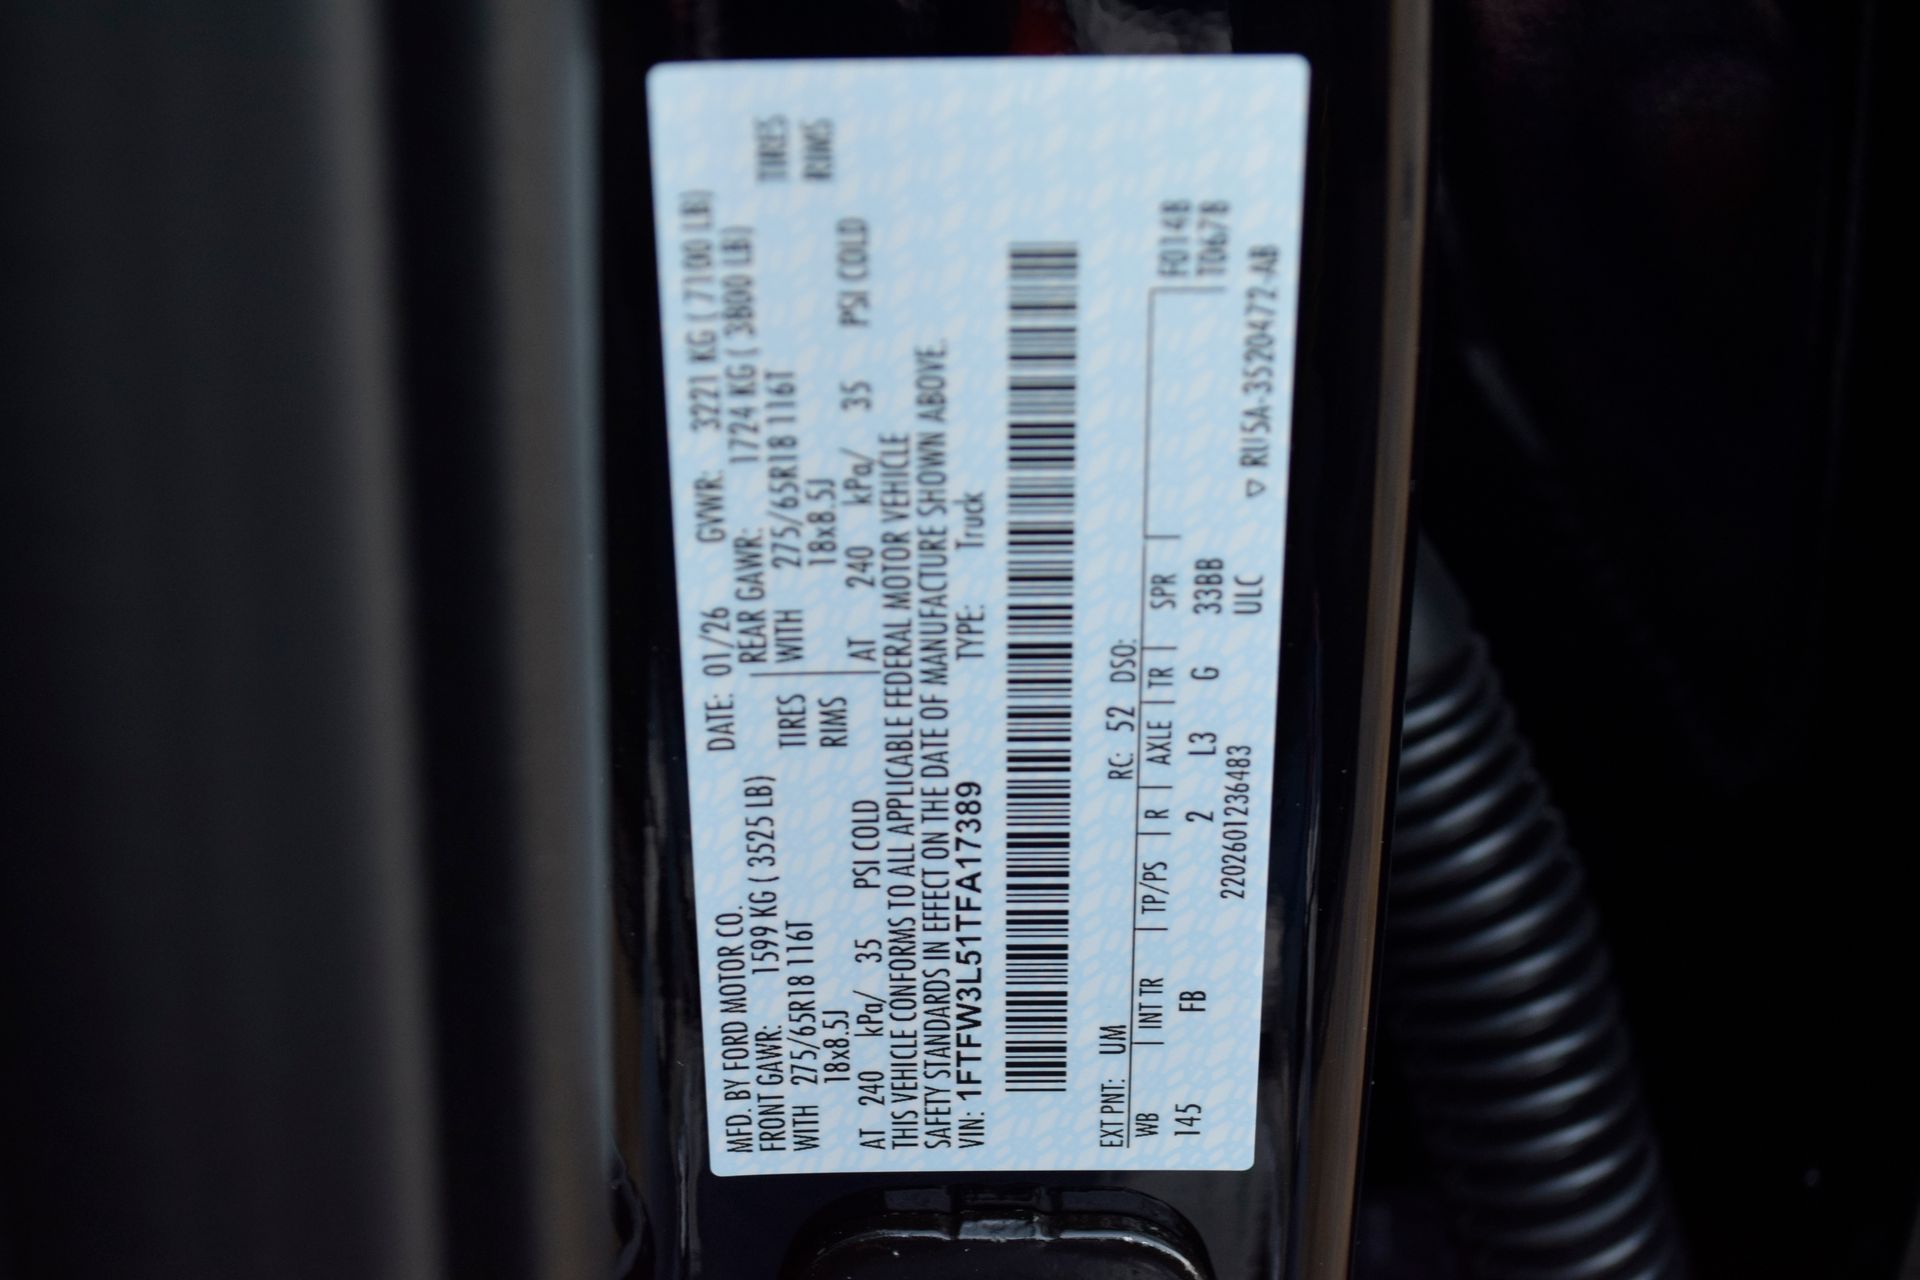 MFD. BY FORD MOTOR CO. DATE: 01/26 GVWR: 3221 KG ( 7100 LB)
FRONT GAWR: 1599 KG ( 3525 LB) REAR GAWR: 1724 KG ( 3800 LB)
WITH 275/65R18 116T TIRES WITH 275/65R18 116T TIRES
18x8.5J RIMS 18x8.5J RIMS
AT 240 kPa/ 35 PSI COLD AT 240 kPa/ 35 PSI COLD
THIS VEHICLE CONFORMS TO ALL APPLICABLE FEDERAL MOTOR VEHICLE
SAFETY STANDARDS IN EFFECT ON THE DATE OF MANUFACTURE SHOWN ABOVE.
VIN: 1FTFW3L51TFA17389 TYPE: Truck
EXT PNT: UM RC: 52 DSO:
WB INT TR TP/PS R AXLE TR SPR F014B
145 FB 2 L3 G 33BB T067B
2202601236483 ULC ▽ RU5A-3520472-AB